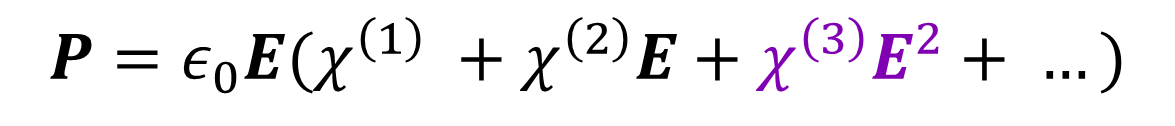 𝑷 = 𝜖₀𝑬(𝜒⁽¹⁾ + 𝜒⁽²⁾𝑬 + 𝜒⁽³⁾𝑬² + …)